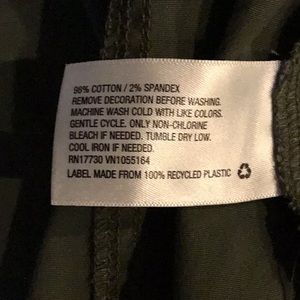 98% COTTON / 2% SPANDEX
REMOVE DECORATION BEFORE WASHING.
MACHINE WASH COLD WITH LIKE COLORS.
GENTLE CYCLE. ONLY NON-CHLORINE
BLEACH IF NEEDED. TUMBLE DRY LOW.
COOL IRON IF NEEDED.
RN17730 VN1055164
LABEL MADE FROM 100% RECYCLED PLASTIC